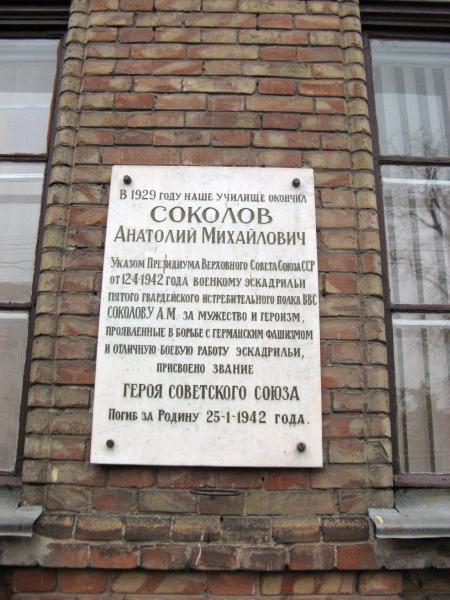 В 1929 ГОДУ НАШЕ УЧИЛИЩЕ ОКОНЧИЛ
СОКОЛОВ
АНАТОЛИЙ МИХАЙЛОВИЧ
УКАЗОМ ПРЕЗИДИУМА ВЕРХОВНОГО СОВЕТА СОЮЗА ССР
ОТ 12-4-1942 ГОДА ВОЕНКОМУ ЭСКАДРИЛЬИ
ПЯТОГО ГВАРДЕЙСКОГО ИСТРЕБИТЕЛЬНОГО ПОЛКА ВВС
СОКОЛОВУ А.М. ЗА МУЖЕСТВО И ГЕРОИЗМ,
ПРОЯВЛЕННЫЕ В БОРЬБЕ С ГЕРМАНСКИМ ФАШИЗМОМ
И ОТЛИЧНУЮ БОЕВУЮ РАБОТУ ЭСКАДРИЛЬИ,
ПРИСВОЕНО ЗВАНИЕ
ГЕРОЯ СОВЕТСКОГО СОЮЗА
ПОГИБ ЗА РОДИНУ 25-1-1942 ГОДА.